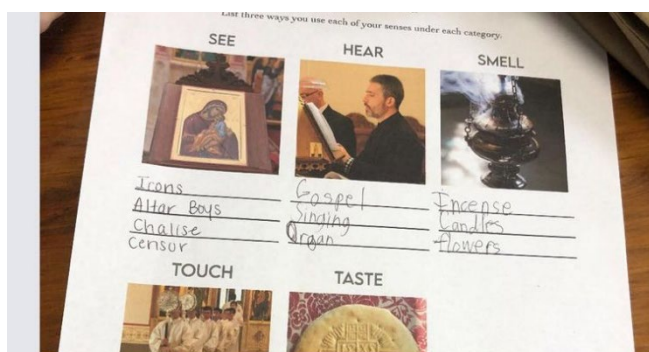 List three ways you use each of your senses under each category.
SEE
HEAR
SMELL
Icons
Altar Boys
Chalise
Censor
Gospel
Singing
Organ
Incense
Candles
flowers
TOUCH
TASTE